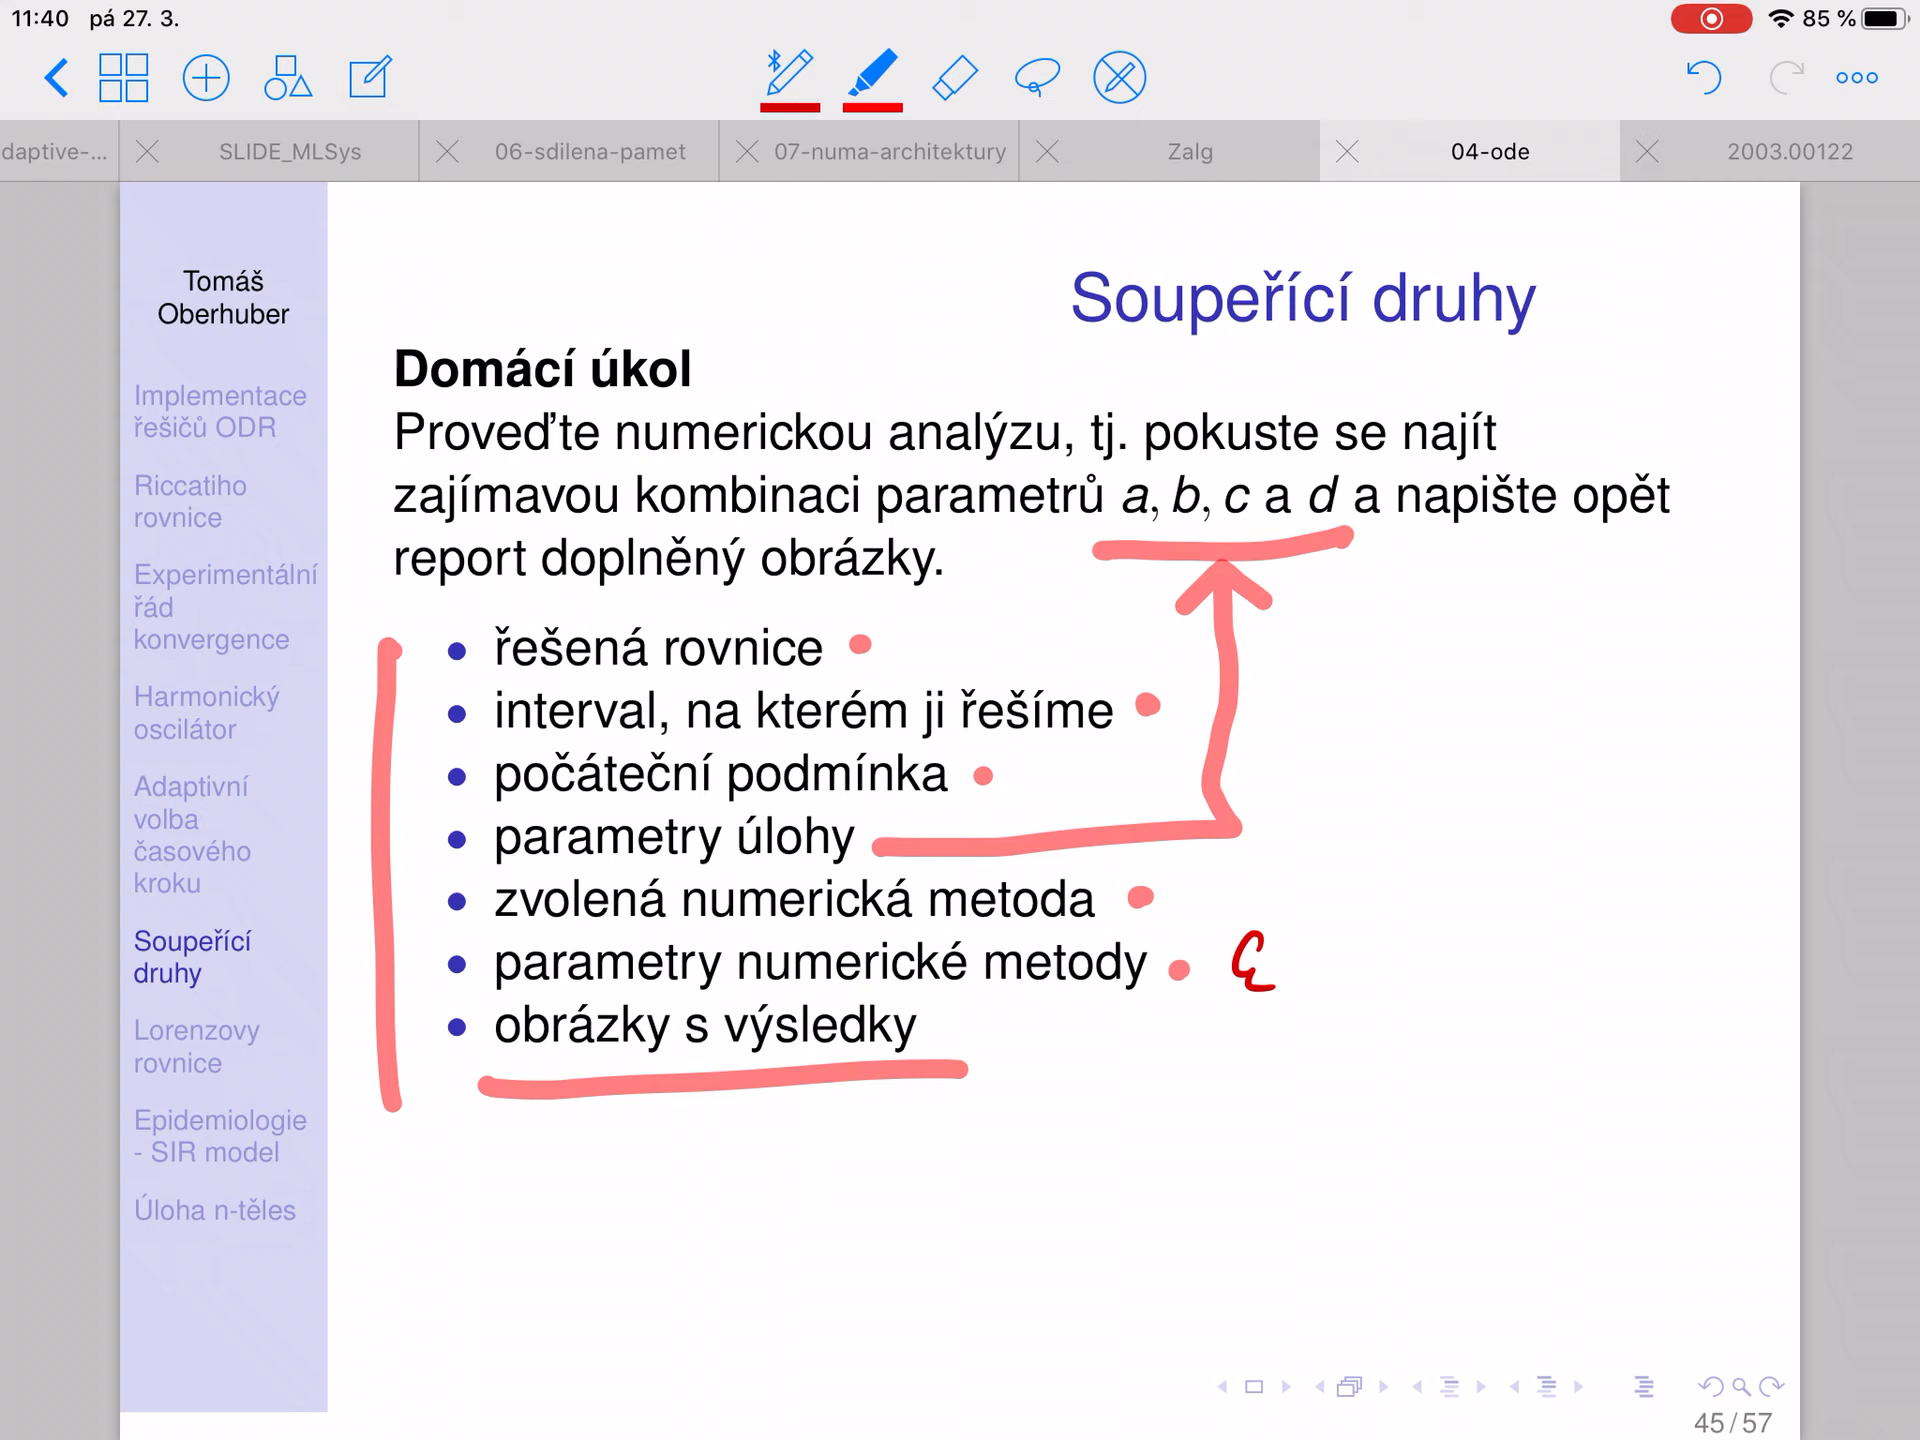 11:40 pá 27. 3.
85 %
daptive-...
SLIDE_MLSys
06-sdilena-pamet
07-numa-architektury
Zalg
04-ode
2003.00122
Tomáš
Oberhuber
Implementace
řešičů ODR
Riccatiho
rovnice
Experimentální
řád
konvergence
Harmonický
oscilátor
Adaptivní
volba
časového
kroku
Soupeřící
druhy
Lorenzovy
rovnice
Epidemiologie
- SIR model
Úloha n-těles
Soupeřící druhy
Domácí úkol
Proveďte numerickou analýzu, tj. pokuste se najít
zajímavou kombinaci parametrů a, b, c a d a napište opět
report doplněný obrázky.
• řešená rovnice
• interval, na kterém ji řešíme
• počáteční podmínka
• parametry úlohy
• zvolená numerická metoda
• parametry numerické metody
• obrázky s výsledky
45 / 57